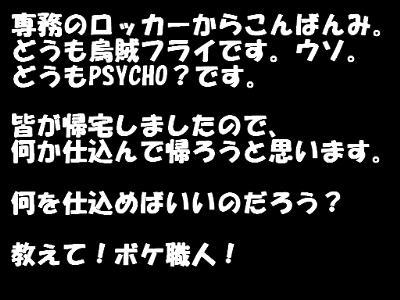 専務のロッカーからこんばんみ。
どうも烏賊フライです。ウソ。
どうもPSYCHO？です。
皆が帰宅しましたので、
何か仕込んで帰ろうと思います。
何を仕込めばいいのだろう？
教えて！ボケ職人！